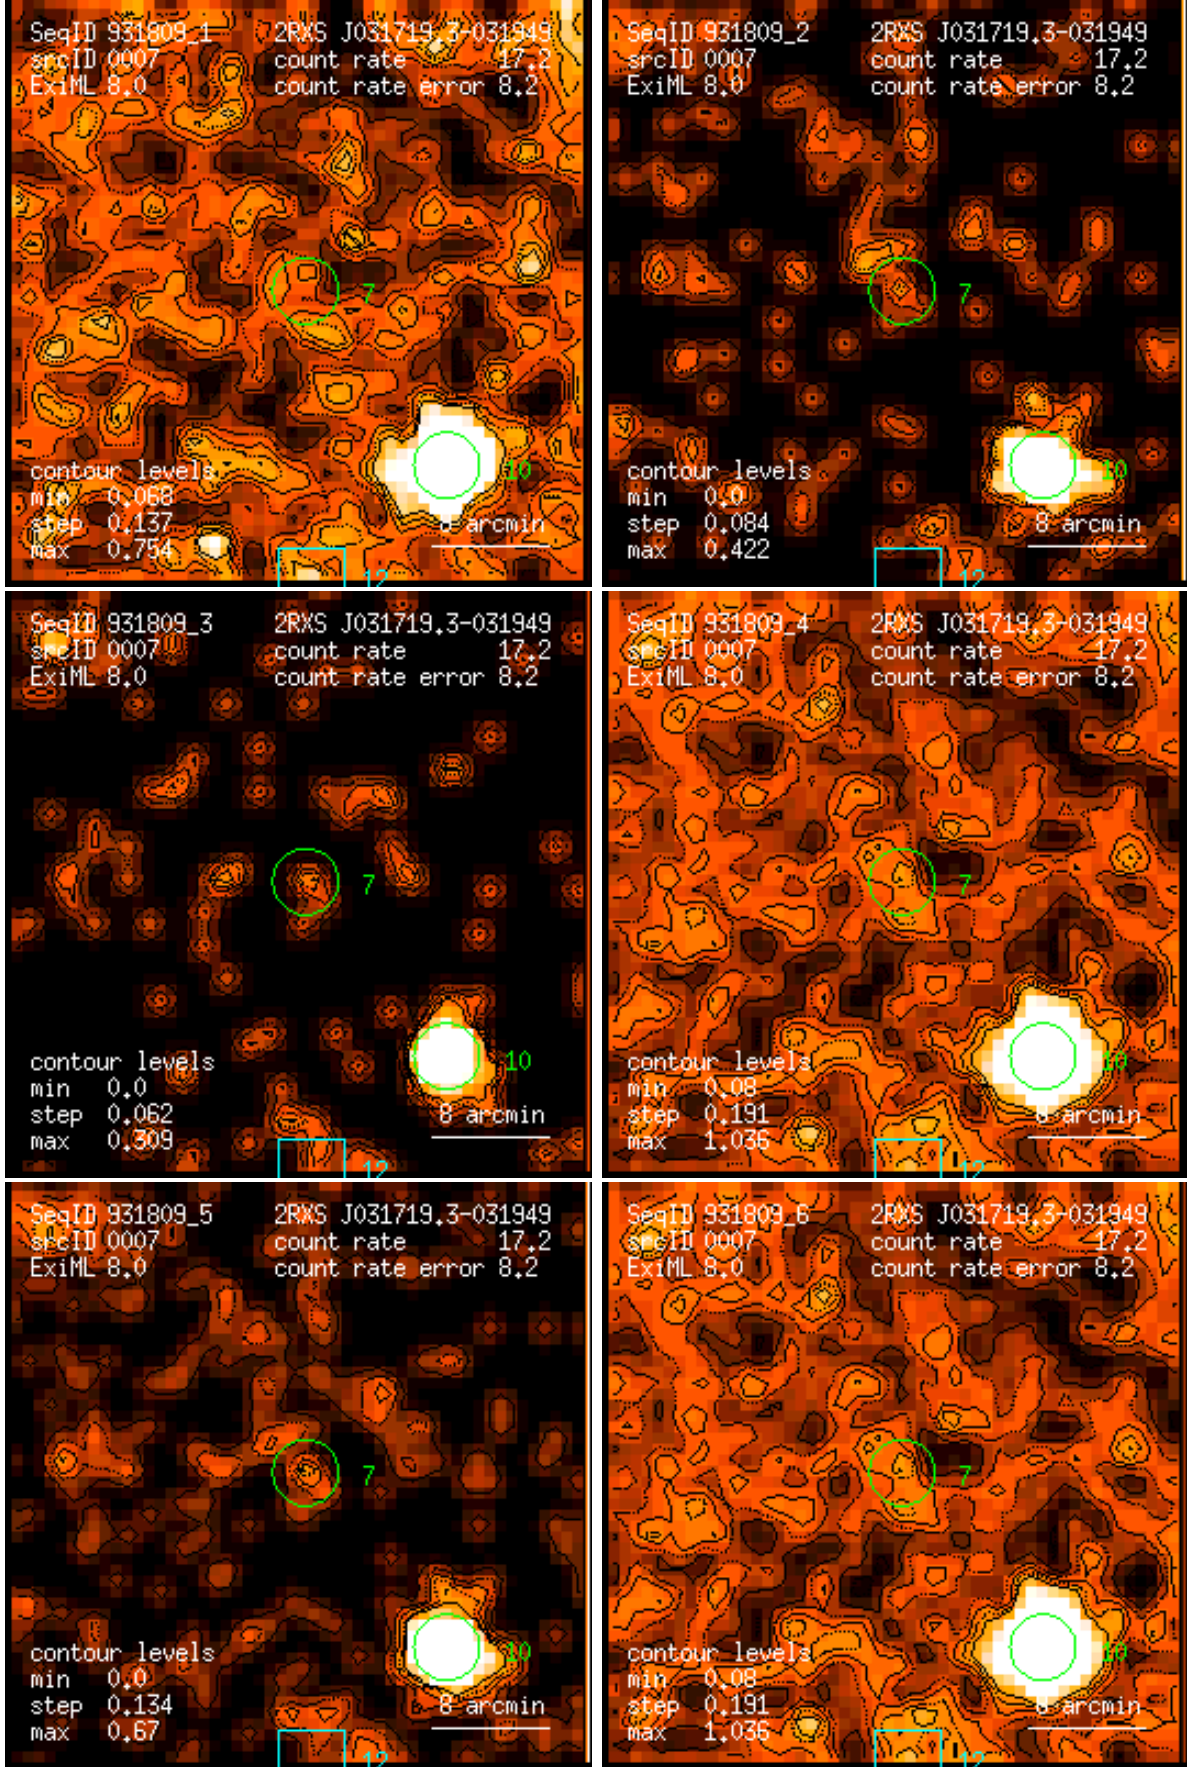 SeqID 931809_1 2RXS J031719.3-031949
srcID 0007 count rate 17.2
ExiML 8.0 count rate error 8.2
7
contour levels 10
min 0.068
step 0.137 8 arcmin
max 0.754
12
SeqID 931809_2 2RXS J031719.3-031949
srcID 0007 count rate 17.2
ExiML 8.0 count rate error 8.2
7
contour levels 10
min 0.0
step 0.084 8 arcmin
max 0.422
12
SeqID 931809_3 2RXS J031719.3-031949
srcID 0007 count rate 17.2
ExiML 8.0 count rate error 8.2
7
contour levels 10
min 0.0
step 0.062 8 arcmin
max 0.309
12
SeqID 931809_4 2RXS J031719.3-031949
srcID 0007 count rate 17.2
ExiML 8.0 count rate error 8.2
7
contour levels 10
min 0.08
step 0.191 8 arcmin
max 1.036
12
SeqID 931809_5 2RXS J031719.3-031949
srcID 0007 count rate 17.2
ExiML 8.0 count rate error 8.2
7
contour levels 10
min 0.0
step 0.134 8 arcmin
max 0.67
12
SeqID 931809_6 2RXS J031719.3-031949
srcID 0007 count rate 17.2
ExiML 8.0 count rate error 8.2
7
contour levels 10
min 0.08
step 0.191 8 arcmin
max 1.036
12